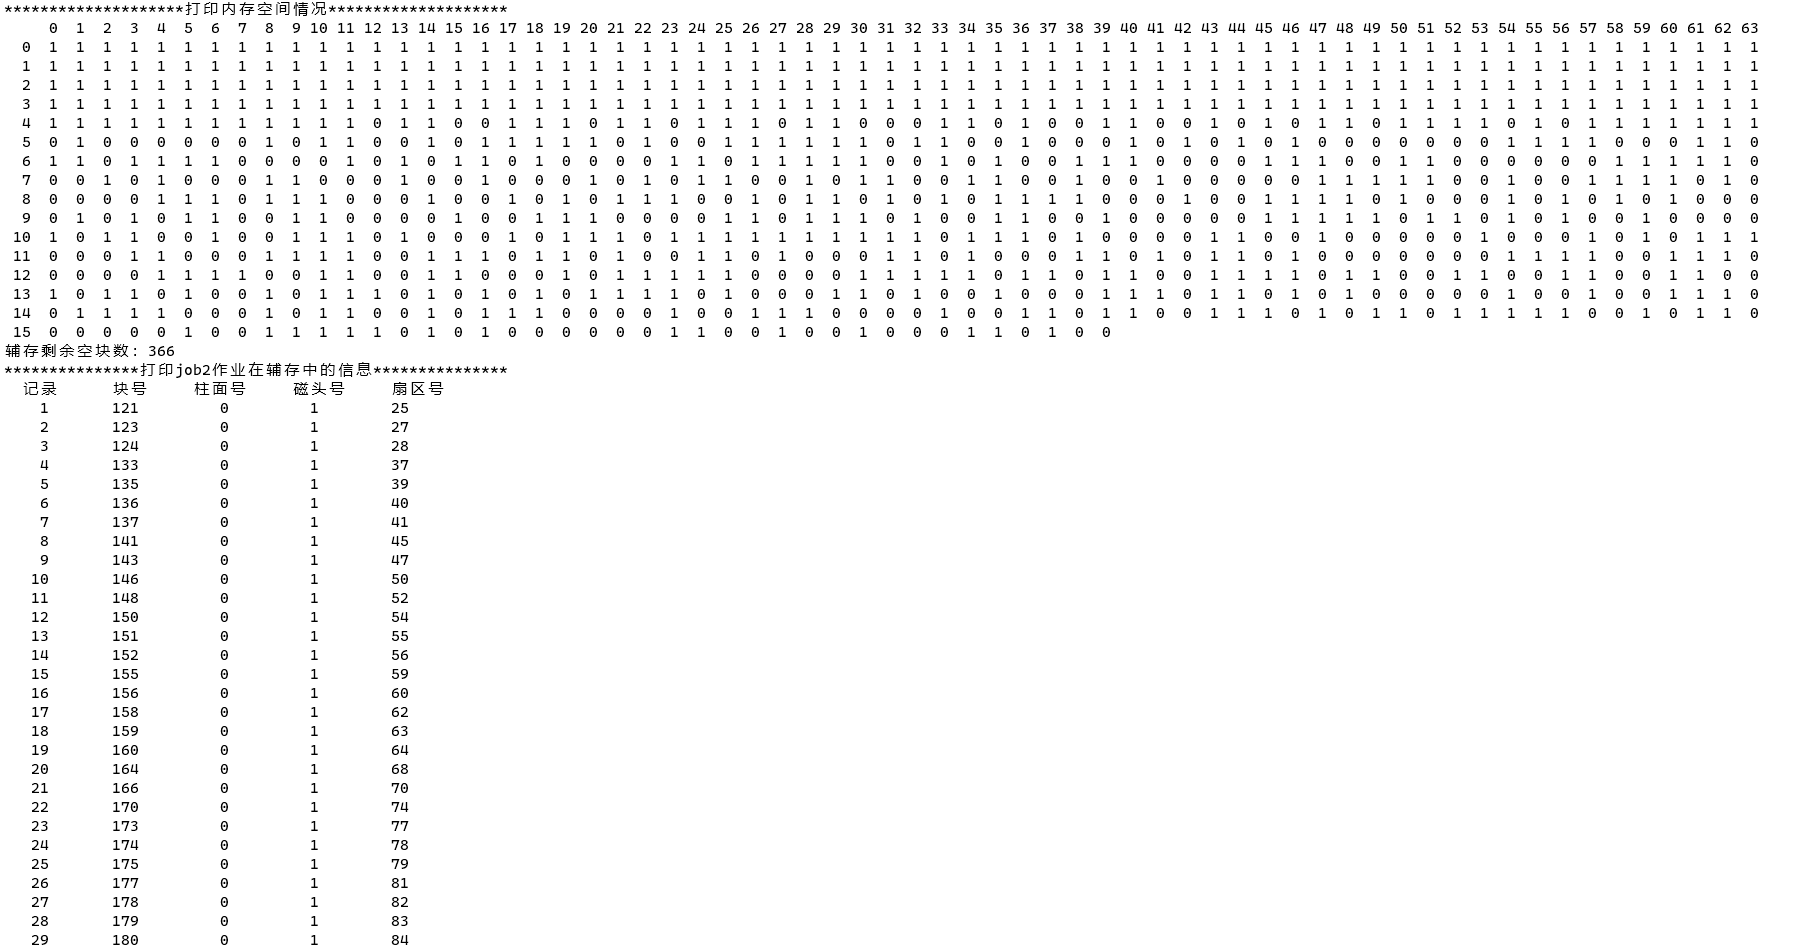 ********************打印内存空间情况********************
0 1 2 3 4 5 6 7 8 9 10 11 12 13 14 15 16 17 18 19 20 21 22 23 24 25 26 27 28 29 30 31 32 33 34 35 36 37 38 39 40 41 42 43 44 45 46 47 48 49 50 51 52 53 54 55 56 57 58 59 60 61 62 63
0 1 1 1 1 1 1 1 1 1 1 1 1 1 1 1 1 1 1 1 1 1 1 1 1 1 1 1 1 1 1 1 1 1 1 1 1 1 1 1 1 1 1 1 1 1 1 1 1 1 1 1 1 1 1 1 1 1 1 1 1 1 1 1 1
1 1 1 1 1 1 1 1 1 1 1 1 1 1 1 1 1 1 1 1 1 1 1 1 1 1 1 1 1 1 1 1 1 1 1 1 1 1 1 1 1 1 1 1 1 1 1 1 1 1 1 1 1 1 1 1 1 1 1 1 1 1 1 1 1
2 1 1 1 1 1 1 1 1 1 1 1 1 1 1 1 1 1 1 1 1 1 1 1 1 1 1 1 1 1 1 1 1 1 1 1 1 1 1 1 1 1 1 1 1 1 1 1 1 1 1 1 1 1 1 1 1 1 1 1 1 1 1 1 1
3 1 1 1 1 1 1 1 1 1 1 1 1 1 1 1 1 1 1 1 1 1 1 1 1 1 1 1 1 1 1 1 1 1 1 1 1 1 1 1 1 1 1 1 1 1 1 1 1 1 1 1 1 1 1 1 1 1 1 1 1 1 1 1 1
4 1 1 1 1 1 1 1 1 1 1 1 1 0 1 1 0 0 1 1 1 0 1 1 0 1 1 1 0 1 1 0 0 0 1 1 0 1 0 0 1 1 0 0 1 0 1 0 1 1 0 1 1 1 1 0 1 0 1 1 1 1 1 1 1
5 0 1 0 0 0 0 0 0 1 0 1 1 0 1 0 1 1 1 1 1 1 0 1 0 0 1 1 1 1 1 1 0 1 1 0 0 1 0 1 0 1 0 1 0 1 0 1 0 0 0 0 0 0 0 1 1 1 1 0 0 1 1 1 0
6 1 1 0 1 1 1 1 0 0 0 0 1 0 1 0 1 1 0 1 0 0 0 0 1 0 1 1 1 1 1 0 0 1 0 1 0 0 0 1 1 1 0 0 0 0 1 1 1 0 0 1 1 0 0 0 0 0 0 1 1 1 1 1 0
7 0 0 1 0 1 0 0 0 1 1 0 0 0 1 0 0 1 0 0 0 1 0 1 0 1 1 0 0 1 0 1 1 0 0 1 1 0 1 0 0 0 1 0 0 0 0 0 1 1 1 1 1 0 0 1 0 0 1 1 1 1 0 1 0
8 0 0 0 0 1 1 1 0 1 1 1 0 0 0 1 0 0 1 0 1 0 1 1 1 0 0 1 0 1 0 1 0 0 1 0 1 1 1 1 1 0 0 0 0 0 1 1 1 1 0 1 0 0 0 1 0 1 0 1 0 0 0 0 0
9 0 1 0 1 0 1 1 0 0 1 1 0 0 0 0 1 0 0 1 1 1 0 0 0 0 1 1 0 1 1 1 0 1 0 0 1 1 0 0 1 0 0 0 0 0 1 1 1 1 1 0 1 1 0 1 0 1 0 0 1 0 0 0 0
10 1 0 1 1 0 0 1 0 0 1 1 1 0 1 0 0 0 1 0 1 1 1 0 1 1 1 1 1 1 1 1 1 1 0 1 1 1 0 1 0 0 0 0 1 1 0 0 1 0 0 0 0 0 1 0 0 0 1 0 1 0 1 1 1
11 0 0 0 1 1 0 0 0 1 1 1 1 0 0 1 1 1 0 1 0 1 0 0 1 1 1 0 1 0 0 0 1 1 0 1 0 0 0 1 1 0 1 0 1 1 0 1 0 0 0 0 0 0 0 1 1 1 1 0 0 1 1 1 0
12 0 0 0 0 1 1 1 1 0 0 1 1 0 0 1 1 0 0 1 0 0 1 0 0 1 1 1 0 0 0 0 1 1 1 1 0 1 1 0 1 1 0 0 1 1 1 1 0 1 1 0 0 1 1 0 0 1 1 0 0 1 1 0 0
13 1 0 1 1 0 1 0 0 1 0 1 1 1 0 1 0 1 0 1 0 1 1 1 1 0 1 0 0 0 1 1 0 1 0 0 1 0 0 0 1 1 1 0 1 1 0 1 0 1 0 0 0 0 0 1 0 0 1 0 0 1 1 1 0
14 0 1 1 1 1 0 0 0 1 0 1 1 0 0 1 0 1 1 1 0 0 0 0 1 0 0 1 1 1 0 0 0 0 1 0 0 1 1 0 1 1 0 0 1 1 1 0 1 0 1 1 0 1 1 1 1 1 0 0 1 0 1 1 0
15 0 0 0 0 0 1 0 0 1 1 1 1 1 0 1 0 1 0 0 0 0 0 0 1 1 0 0 1 0 0 1 0 0 0 1 1 0 1 0 0
辅存剩余空块数: 366
***************打印job2作业在辅存中的信息***************
记录 块号 柱面号 磁头号 扇区号
1 121 0 1 25
2 123 0 1 27
3 124 0 1 28
4 133 0 1 37
5 135 0 1 39
6 136 0 1 40
7 137 0 1 41
8 141 0 1 45
9 143 0 1 47
10 146 0 1 50
11 148 0 1 52
12 150 0 1 54
13 151 0 1 55
14 152 0 1 56
15 155 0 1 59
16 156 0 1 60
17 158 0 1 62
18 159 0 1 63
19 160 0 1 64
20 164 0 1 68
21 166 0 1 70
22 170 0 1 74
23 173 0 1 77
24 174 0 1 78
25 175 0 1 79
26 177 0 1 81
27 178 0 1 82
28 179 0 1 83
29 180 0 1 84